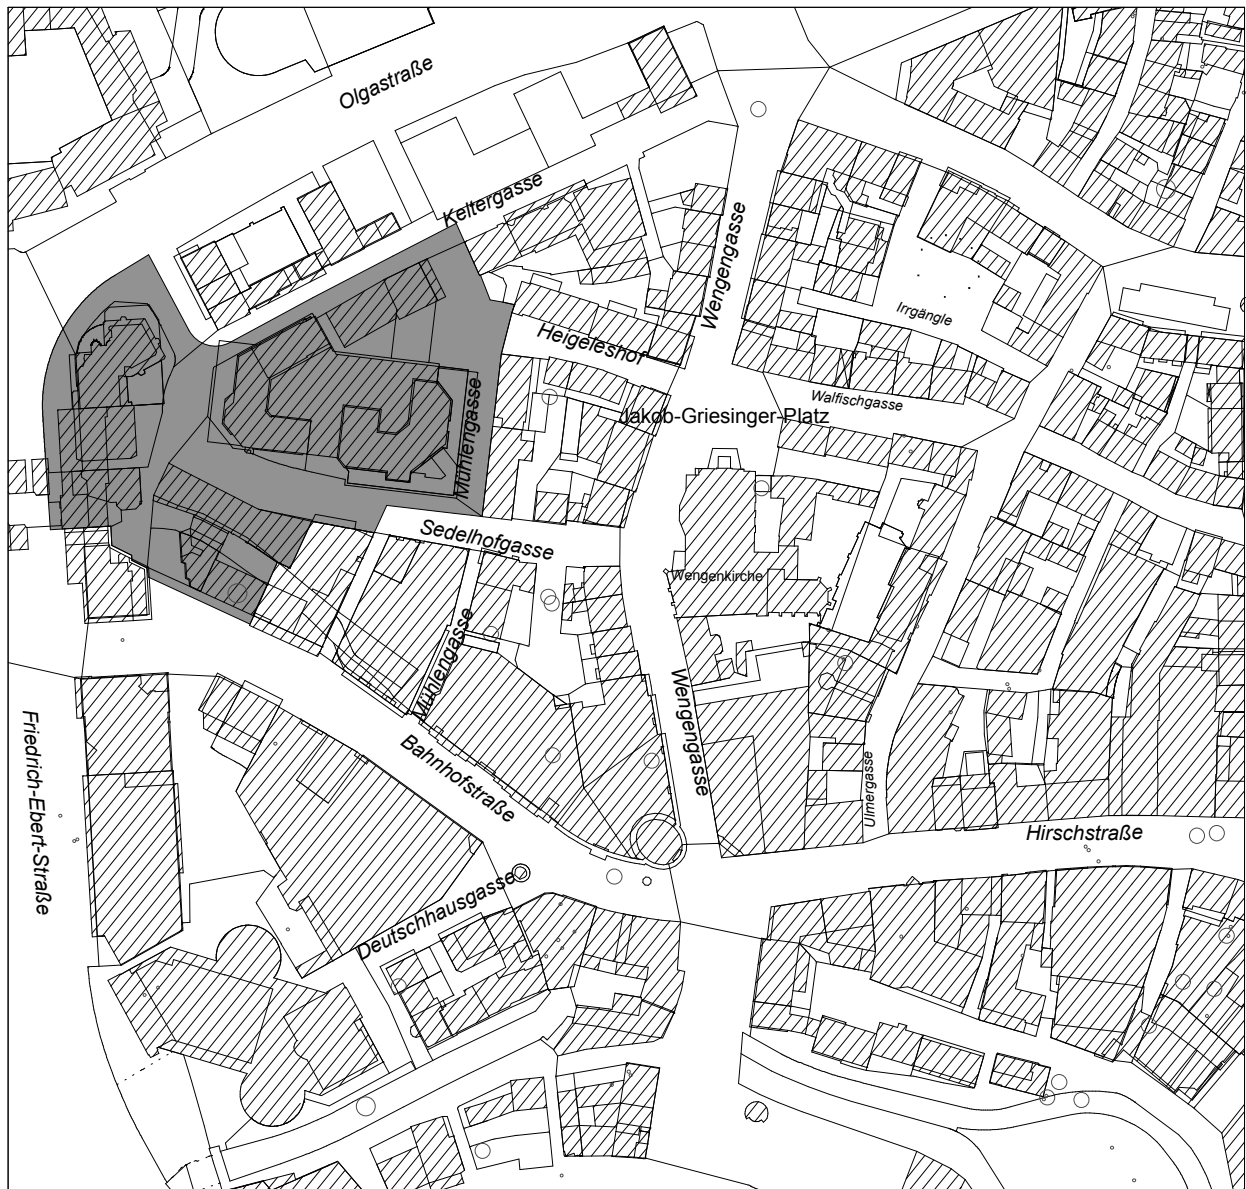 Olgastraße
Keltergasse
Wengengasse
Irrgängle
Heigeleshof
Walfischgasse
Jakob-Griesinger-Platz
Mühlengasse
Sedelhofgasse
Wengenkirche
Mühlengasse
Wengengasse
Bahnhofstraße
Friedrich-Ebert-Straße
Ulmergasse
Hirschstraße
Deutschhausgasse